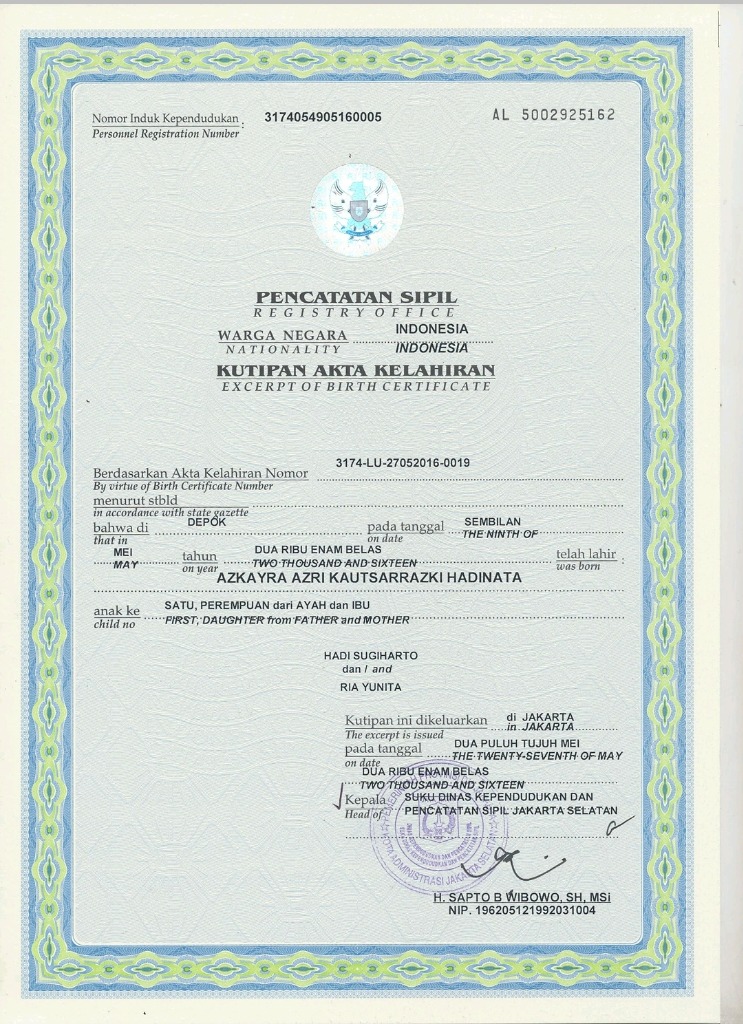 Nomor Induk Kependudukan : 3174054905160005 AL 5002925162
Personnel Registration Number
PENCATATAN SIPIL
REGISTRY OFFICE
WARGA NEGARA INDONESIA
NATIONALITY INDONESIA
KUTIPAN AKTA KELAHIRAN
EXCERPT OF BIRTH CERTIFICATE
Berdasarkan Akta Kelahiran Nomor 3174-LU-27052016-0019
By virtue of Birth Certificate Number
menurut stbld
in accordance with state gazette
bahwa di DEPOK pada tanggal SEMBILAN
that in on date THE NINTH OF
MEI tahun DUA RIBU ENAM BELAS telah lahir :
MAY on year TWO THOUSAND AND SIXTEEN was born
AZKAYRA AZRI KAUTSARRAZKI HADINATA
anak ke SATU, PEREMPUAN dari AYAH dan IBU
child no FIRST, DAUGHTER from FATHER and MOTHER
HADI SUGIHARTO
dan / and
RIA YUNITA
Kutipan ini dikeluarkan di JAKARTA
The excerpt is issued in JAKARTA
pada tanggal DUA PULUH TUJUH MEI
on date THE TWENTY-SEVENTH OF MAY
DUA RIBU ENAM BELAS
TWO THOUSAND AND SIXTEEN
Kepala SUKU DINAS KEPENDUDUKAN DAN
Head of PENCATATAN SIPIL JAKARTA SELATAN
KOTA ADMINISTRASI JAKARTA SELATAN
H. SAPTO B WIBOWO, SH, MSi
NIP. 196205121992031004